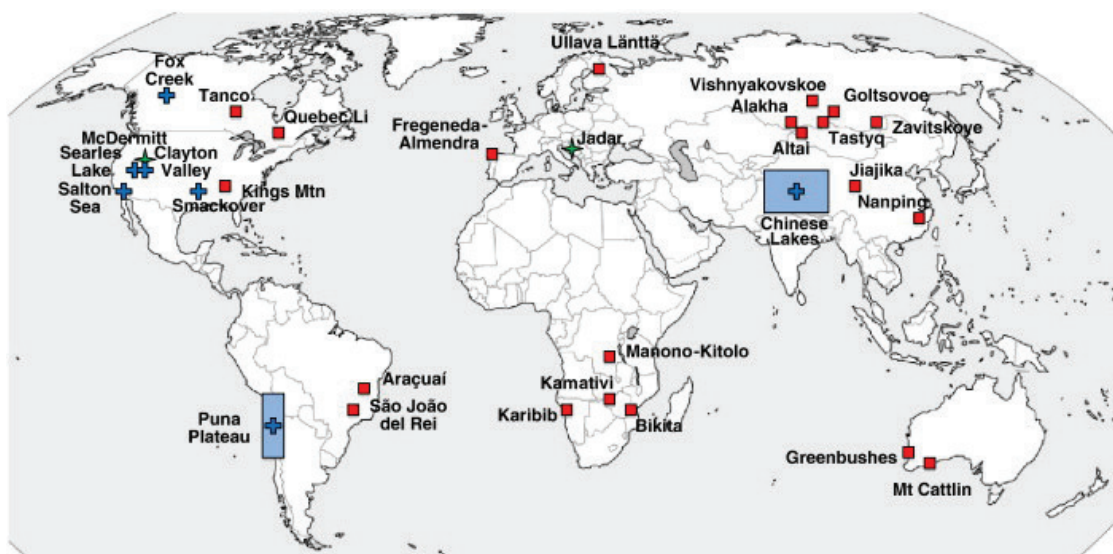 Ullava Länttä
Fox
Creek
Tanco
Quebec Li
McDermitt
Searles
Lake
Clayton
Valley
Salton
Sea
Smackover
Kings Mtn
Fregeneda-
Almendra
Jadar
Vishnyakovskoe
Alakha
Goltsovoe
Altai
Tastyq
Zavitskoye
Jiajika
Nanping
Chinese
Lakes
Manono-Kitolo
Kamativi
Karibib
Bikita
Araçuaí
São João
del Rei
Puna
Plateau
Greenbushes
Mt Cattlin